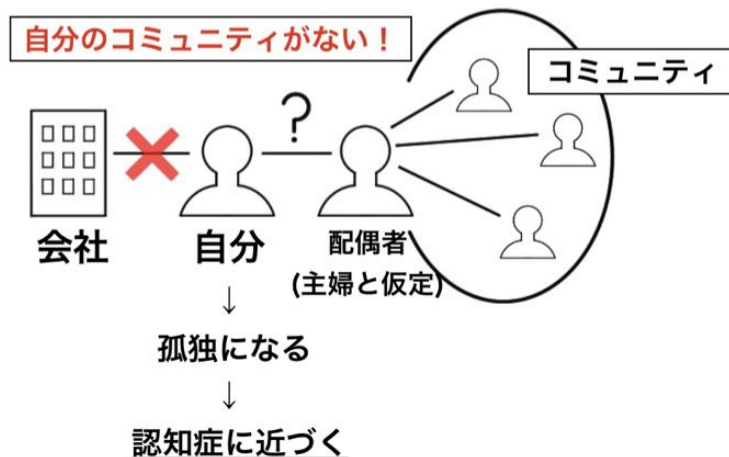 自分のコミュニティがない！
コミュニティ
?
会社
自分
配偶者
(主婦と仮定)
↓
孤独になる
↓
認知症に近づく